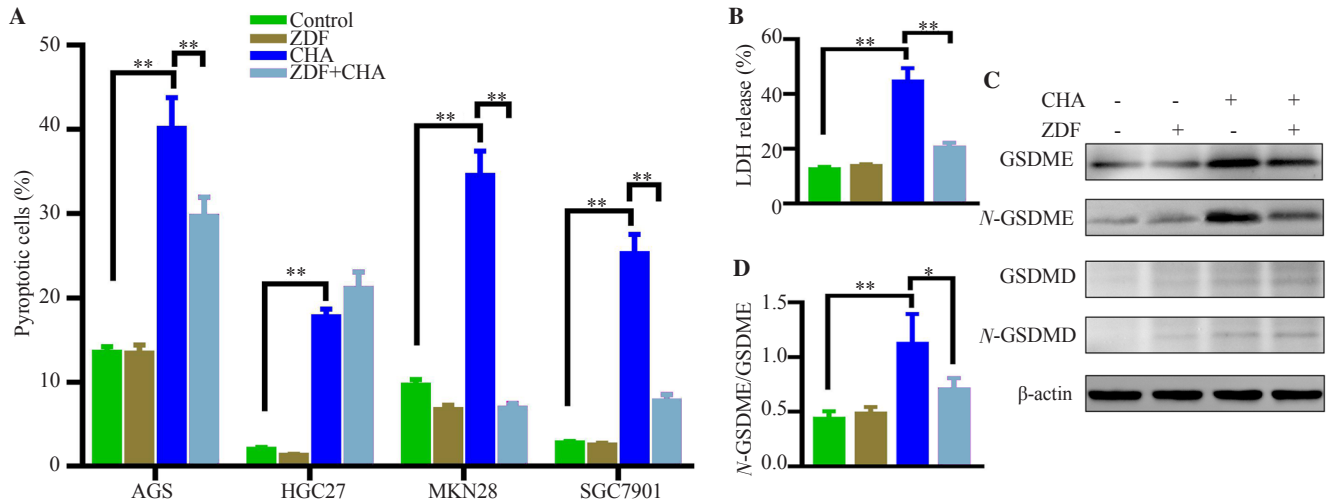 A
Control
ZDF
CHA
ZDF+CHA
Pyroptotic cells (%)
50
40
30
20
10
0
**
**
**
**
**
**
**
AGS
HGC27
MKN28
SGC7901
B
LDH release (%)
60
40
20
0
**
**
C
CHA - - + +
ZDF - + - +
GSDME
N-GSDME
GSDMD
N-GSDMD
β-actin
D
N-GSDME/GSDME
1.5
1.0
0.5
0.0
**
*